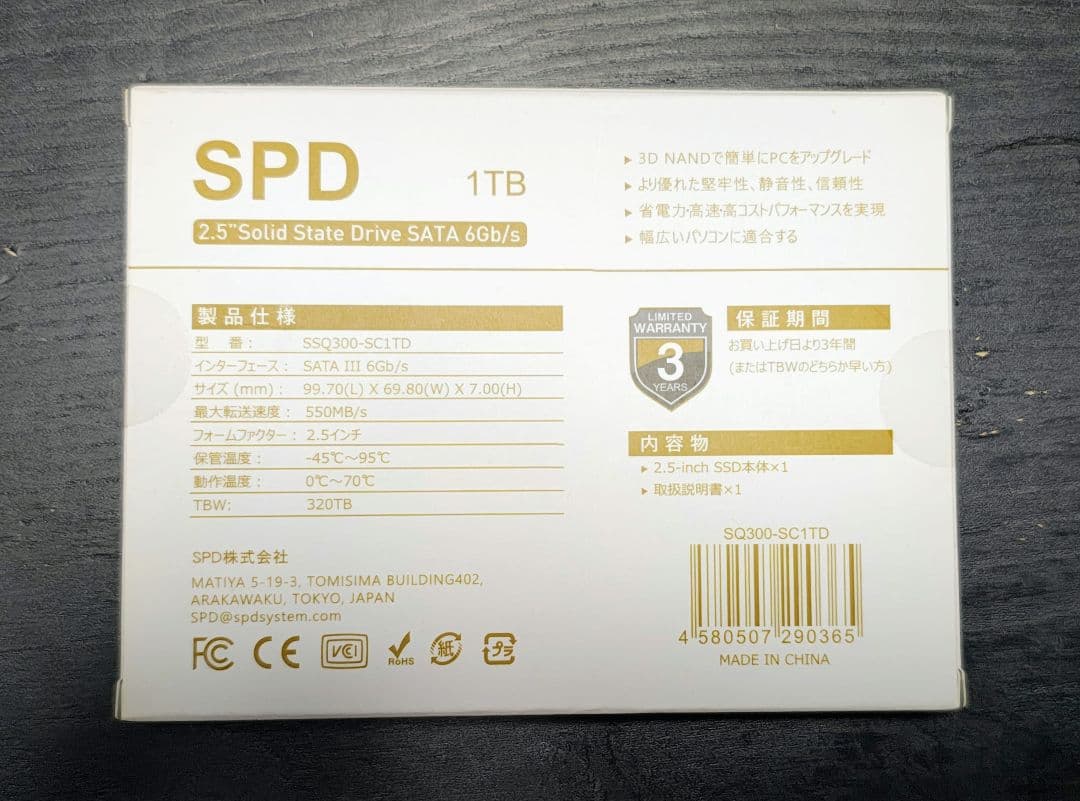 SPD
1TB
2.5"Solid State Drive SATA 6Gb/s
▸ 3D NANDで簡単にPCをアップグレード
▸ より優れた堅牢性、静音性、信頼性
▸ 省電力・高速・高コストパフォーマンスを実現
▸ 幅広いパソコンに適合する
製品仕様
型 番: SSQ300-SC1TD
インターフェース: SATA III 6Gb/s
サイズ (mm): 99.70(L) X 69.80(W) X 7.00(H)
最大転送速度: 550MB/s
フォームファクター: 2.5インチ
保管温度: -45℃～95℃
動作温度: 0℃～70℃
TBW: 320TB
LIMITED
WARRANTY
3
YEARS
保証期間
お買い上げ日より3年間
(またはTBWのどちらか早い方)
内容物
▸ 2.5-inch SSD本体×1
▸ 取扱説明書×1
SPD株式会社
MATIYA 5-19-3, TOMISIMA BUILDING402,
ARAKAWAKU, TOKYO, JAPAN
SPD@spdsystem.com
FC CE VCI RoHS 紙 プラ
SQ300-SC1TD
4 580507 290365
MADE IN CHINA